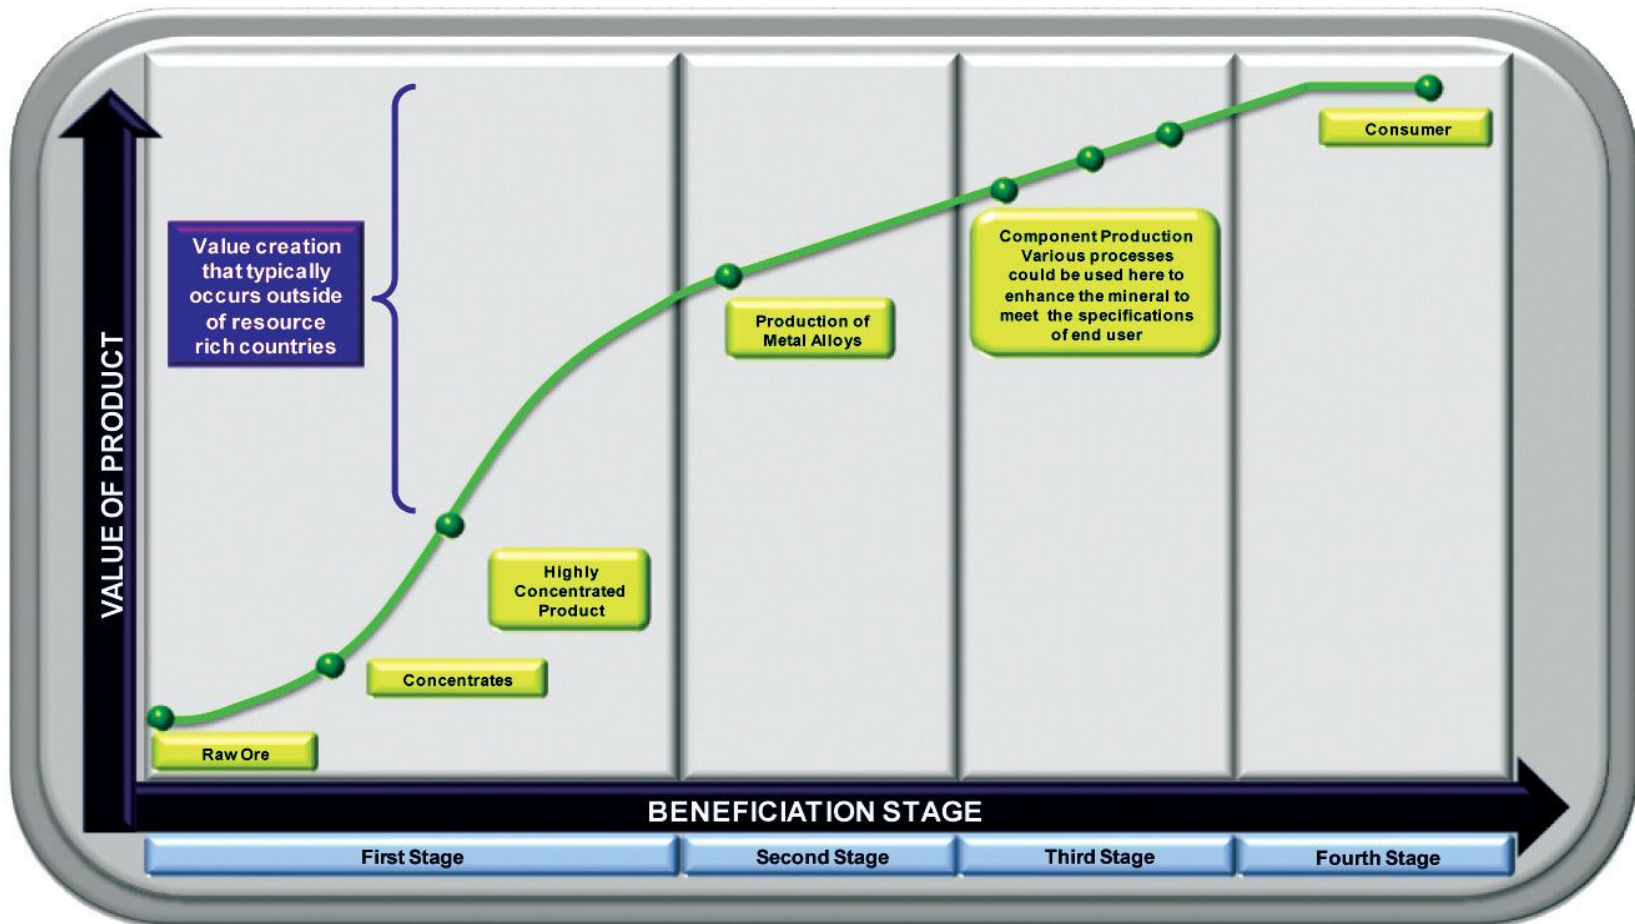 Consumer
Value creation
that typically
occurs outside
of resource
rich countries
Component Production
Various processes
could be used here to
enhance the mineral to
meet the specifications
of end user
Production of
Metal Alloys
Highly
Concentrated
Product
Concentrates
Raw Ore
VALUE OF PRODUCT
BENEFICIATION STAGE
First Stage
Second Stage
Third Stage
Fourth Stage